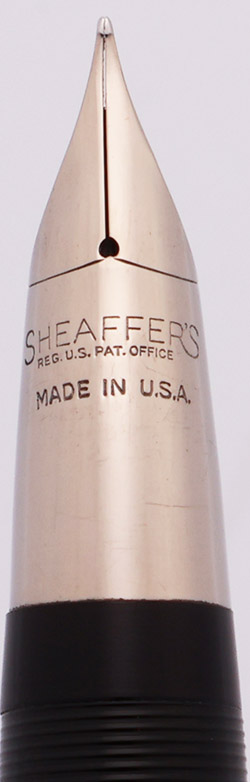 SHEAFFER'S
REG. U.S. PAT. OFFICE
MADE IN U.S.A.